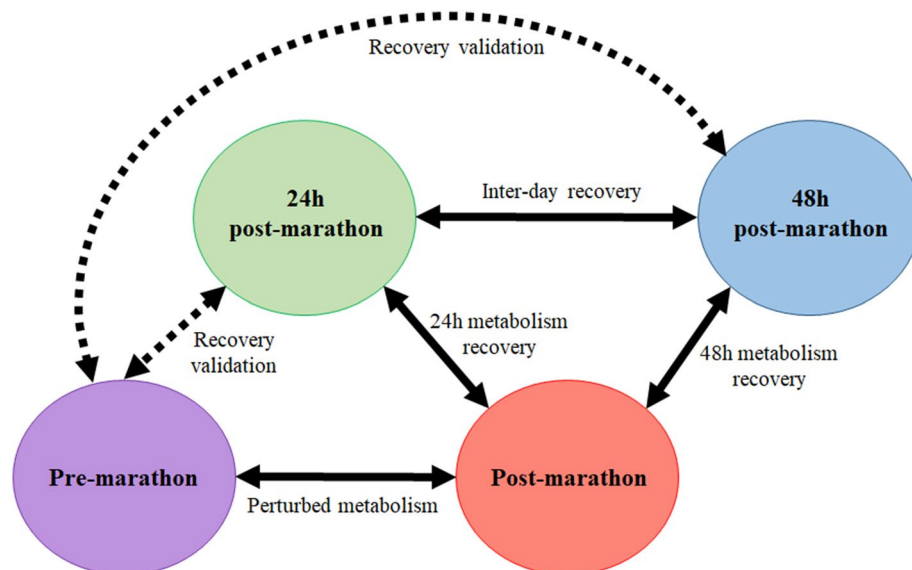 Recovery validation
24h
post-marathon
Inter-day recovery
48h
post-marathon
24h metabolism
recovery
48h metabolism
recovery
Recovery
validation
Pre-marathon
Perturbed metabolism
Post-marathon